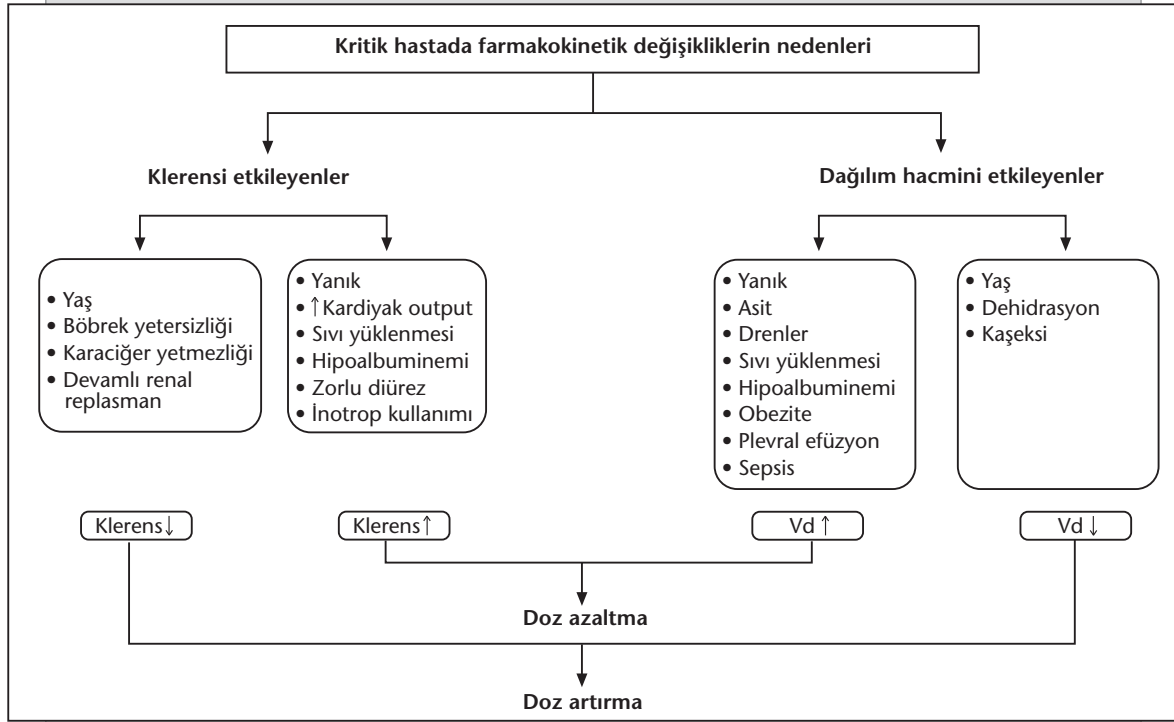 Kritik hastada farmakokinetik değişikliklerin nedenleri
Klerensi etkileyenler
Dağılım hacmini etkileyenler
• Yaş
• Böbrek yetersizliği
• Karaciğer yetmezliği
• Devamlı renal
replasman
• Yanık
• ↑Kardiyak output
• Sıvı yüklenmesi
• Hipoalbuminemi
• Zorlu diürez
• İnotrop kullanımı
• Yanık
• Asit
• Drenler
• Sıvı yüklenmesi
• Hipoalbuminemi
• Obezite
• Plevral efüzyon
• Sepsis
• Yaş
• Dehidrasyon
• Kaşeksi
Klerens↓
Klerens↑
Vd ↑
Vd ↓
Doz azaltma
Doz artırma